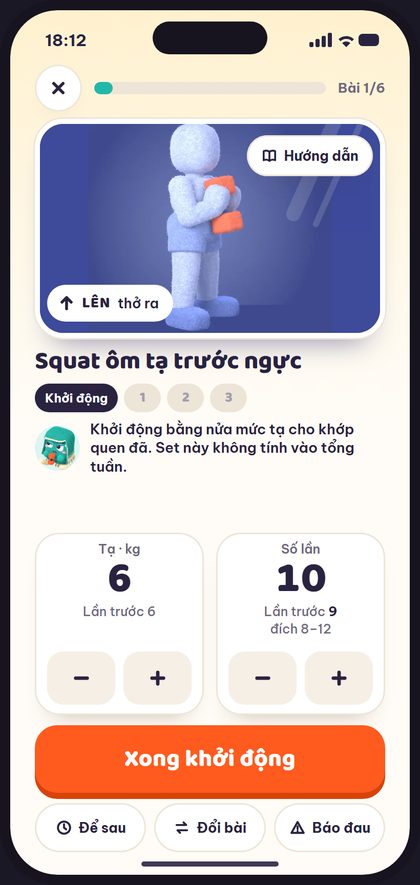 18:12
Bài 1/6
Hướng dẫn
LÊN thở ra
Squat ôm tạ trước ngực
Khởi động 1 2 3
Khởi động bằng nửa mức tạ cho khớp
quen đã. Set này không tính vào tổng
tuần.
Tạ · kg
6
Lần trước 6
− +
Số lần
10
Lần trước 9
đích 8–12
− +
Xong khởi động
Để sau
Đổi bài
Báo đau